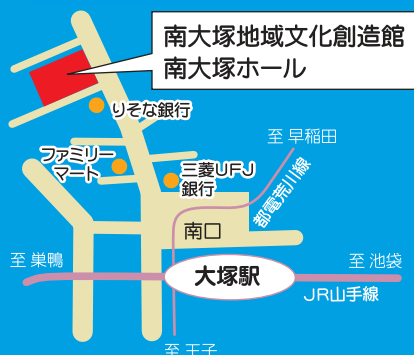 南大塚地域文化創造館
南大塚ホール
りそな銀行
ファミリー
マート
三菱UFJ
銀行
至 早稲田
都電荒川線
南口
至 巣鴨
大塚駅
至 池袋
JR山手線
至 王子